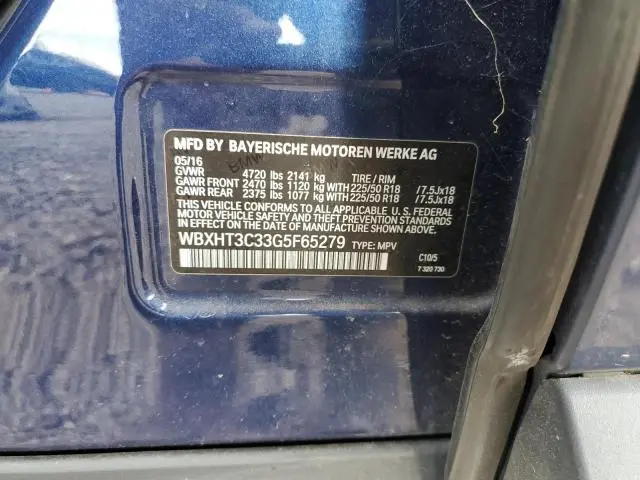 MFD BY BAYERISCHE MOTOREN WERKE AG
05/16
GVWR 4720 lbs 2141 kg TIRE / RIM
GAWR FRONT 2470 lbs 1120 kg WITH 225/50 R18 /7.5Jx18
GAWR REAR 2375 lbs 1077 kg WITH 225/50 R18 /7.5Jx18
THIS VEHICLE CONFORMS TO ALL APPLICABLE U. S. FEDERAL
MOTOR VEHICLE SAFETY, BUMPER, AND THEFT PREVENTION STANDARDS
IN EFFECT ON THE DATE OF MANUFACTURE SHOWN ABOVE.
WBXHT3C33G5F65279 TYPE: MPV
C10/5
7 320 730
BMW